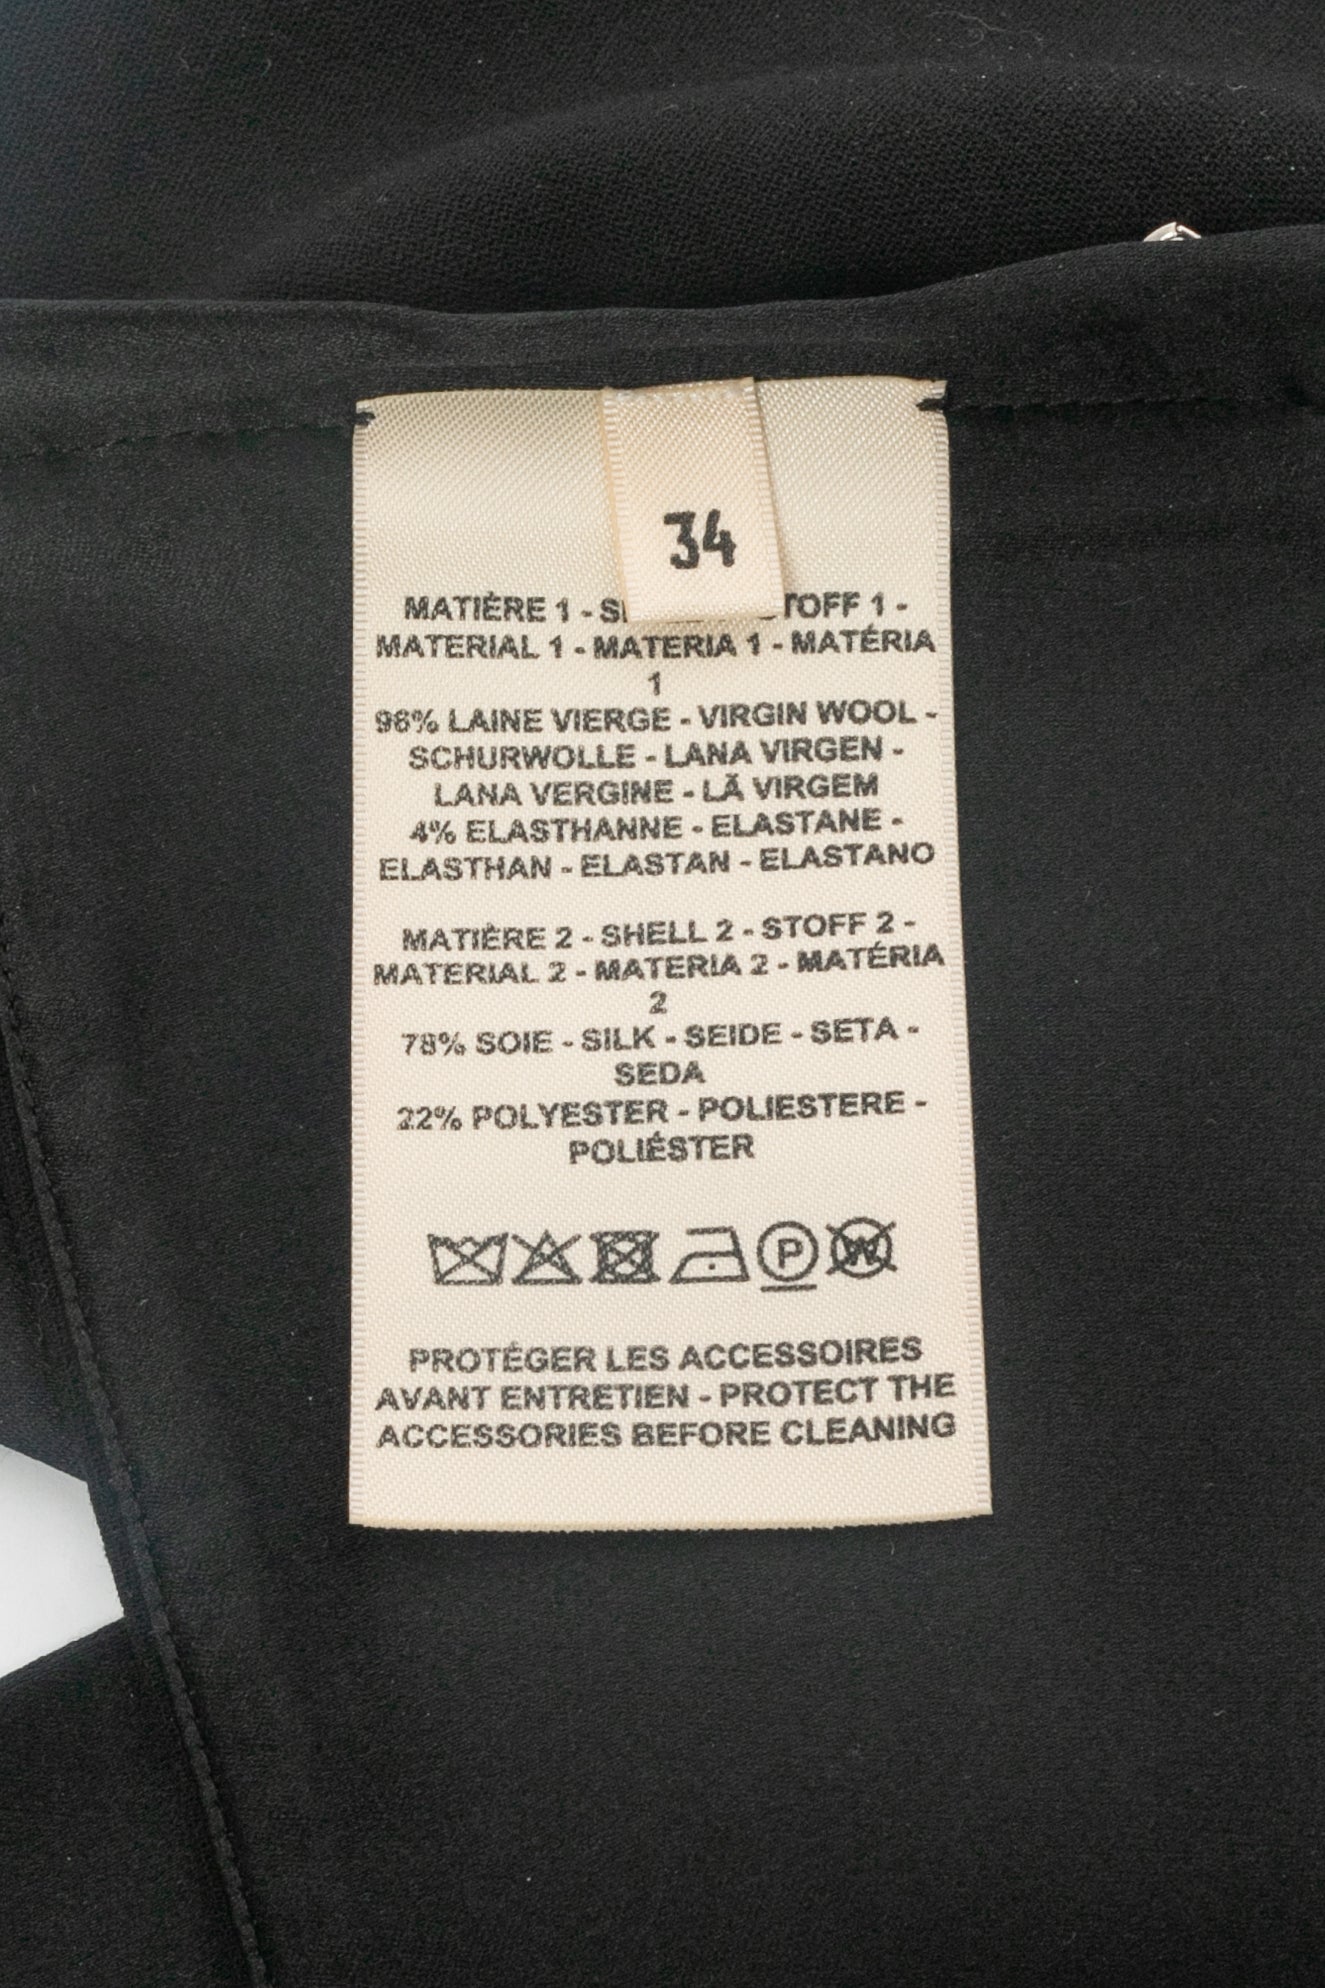 34
MATIÈRE 1 - 1 -
MATERIAL 1 - MATERIA 1 - MATÉRIA
1
96% LAINE VIERGE - VIRGIN WOOL -
SCHURWOLLE - LANA VIRGEN -
LANA VERGINE - LÃ VIRGEM
4% ELASTHANNE - ELASTANE -
ELASTHAN - ELASTAN - ELASTANO
MATIÈRE 2 - SHELL 2 - STOFF 2 -
MATERIAL 2 - MATERIA 2 - MATÉRIA
2
78% SOIE - SILK - SEIDE - SETA -
SEDA
22% POLYESTER - POLIESTERE -
POLIÉSTER
P W
PROTÉGER LES ACCESSOIRES
AVANT ENTRETIEN - PROTECT THE
ACCESSORIES BEFORE CLEANING